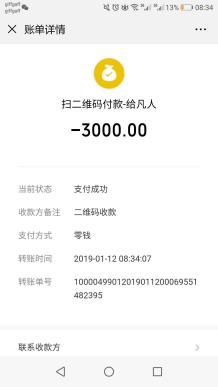 giffgaff
giffgaff
13% 08:34
账单详情
扫二维码付款-给凡人
-3000.00
当前状态 支付成功
收款方备注 二维码收款
支付方式 零钱
转账时间 2019-01-12 08:34:07
转账单号 10000499012019011200069551
482395
联系收款方